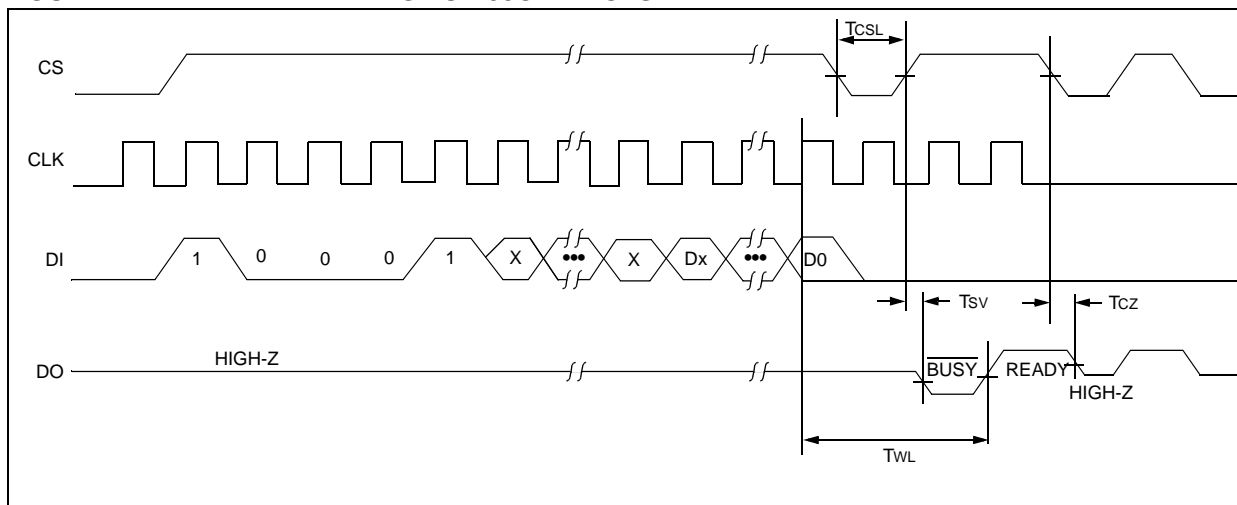 TCSL
CS
CLK
DI 1 0 0 0 1 X ••• X Dx ••• D0
TSV TCZ
HIGH-Z
DO BUSY READY
HIGH-Z
TWL